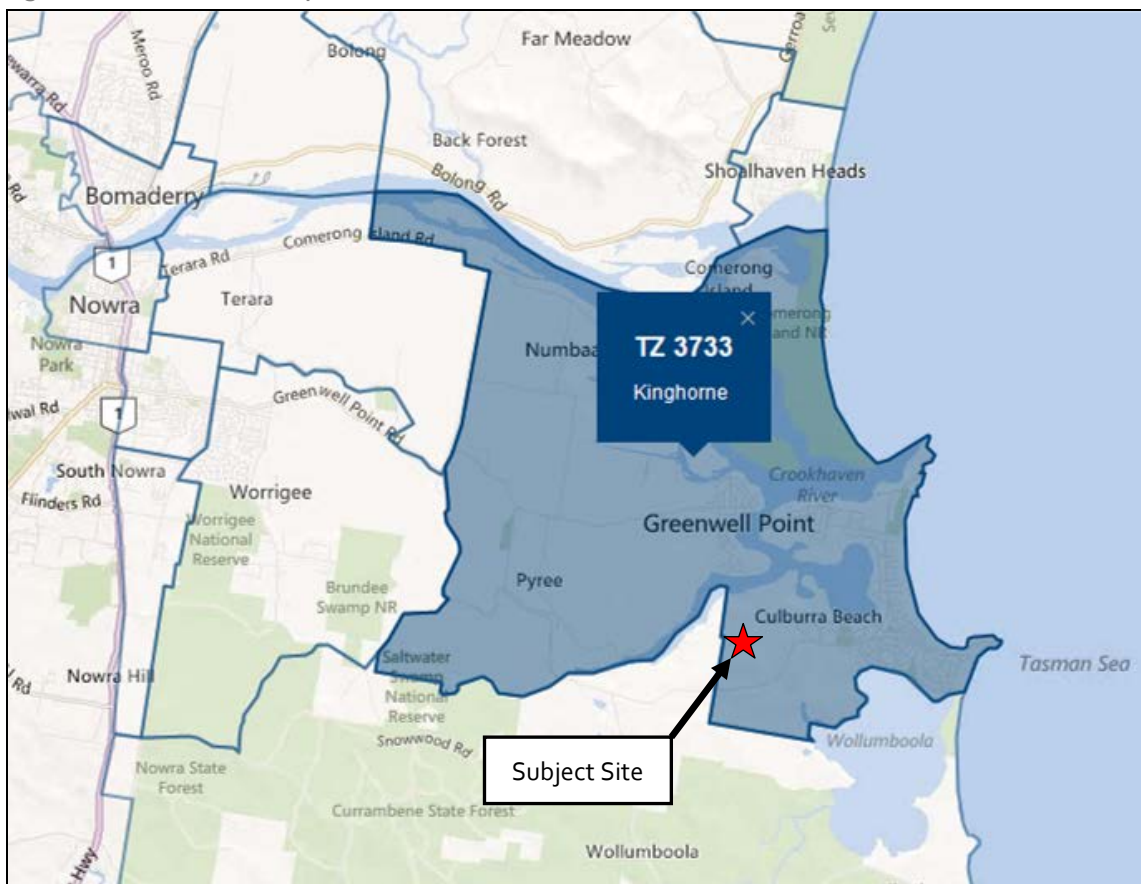 Far Meadow
Bolong
Meroo Rd
Gerroa
Back Forest
Shoalhaven Heads
Bolong Rd
Bomaderry
Comerong Island Rd
Terara Rd
1
Comerong
Island
Nowra
Terara
TZ 3733
Kinghorne
Nowra
Park
Greenwell Point Rd
1
South Nowra
Flinders Rd
Worrigee
Crookhaven
River
Worrigee
National
Reserve
Greenwell Point
Pyree
Brundee
Swamp NR
Culburra Beach
Saltwater
Swamp
National
Reserve
Nowra Hill
Tasman Sea
Snowwood Rd
Wollumboola
Subject Site
Nowra State
Forest
Currambene State Forest
Wollumboola
Hwy